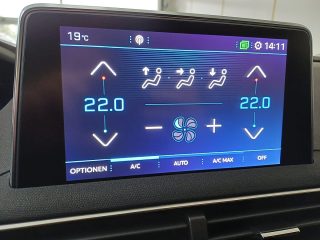 19°C 14:11
22.0 22.0
OPTIONEN A/C AUTO A/C MAX OFF